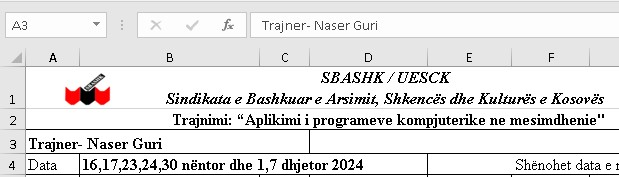 A3 Trajner- Naser Guri
A B C D E F
1 SBASHK / UESCK
Sindikata e Bashkuar e Arsimit, Shkencës dhe Kulturës e Kosovës
2 Trajnimi: “Aplikimi i programeve kompjuterike ne mesimdhenie"
3 Trajner- Naser Guri
4 Data 16,17,23,24,30 nëntor dhe 1,7 dhjetor 2024 Shënohet data e